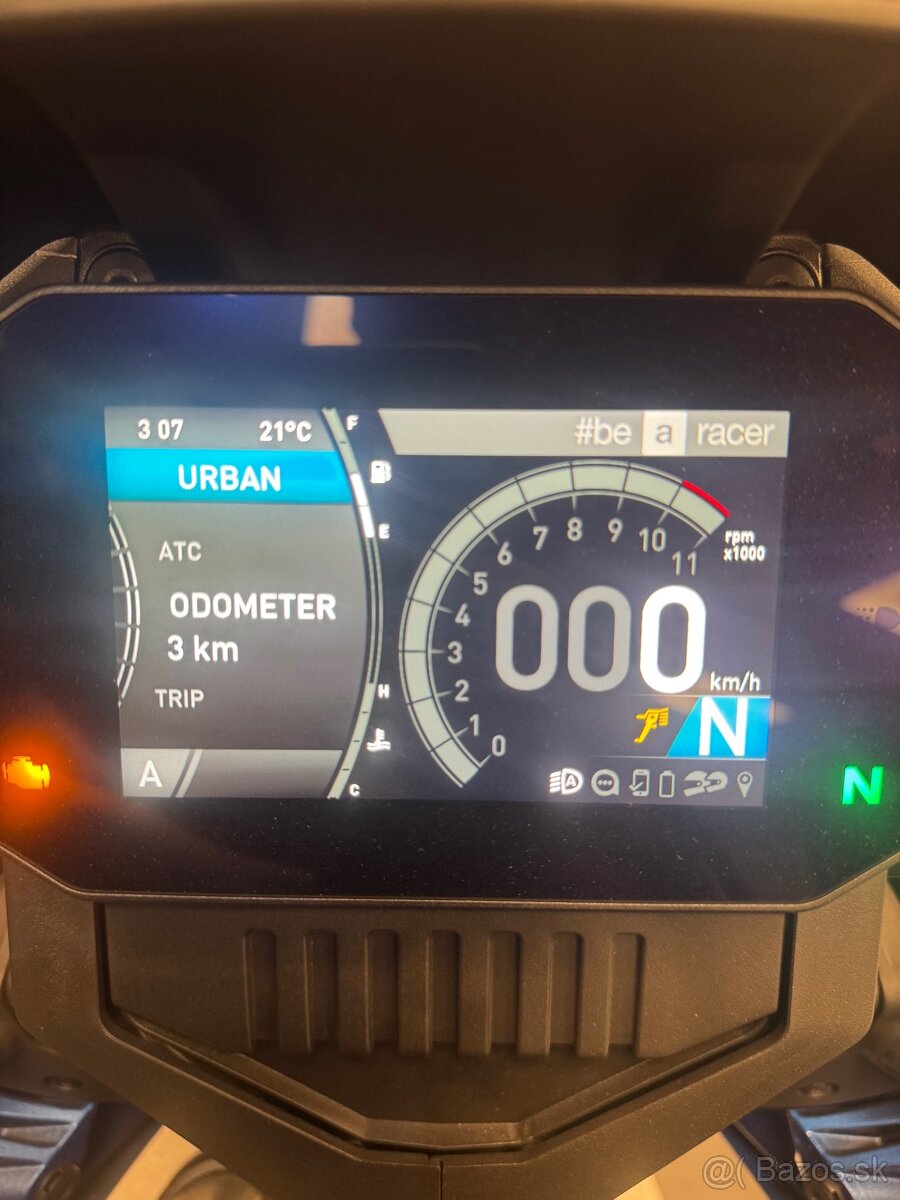 3 07 21°C
F
#be a racer
URBAN
E
ATC
ODOMETER
3 km
TRIP
H
C
A
0 1 2 3 4 5 6 7 8 9 10 11
rpm
x1000
000
km/h
N
A
N
@( Bazos.sk